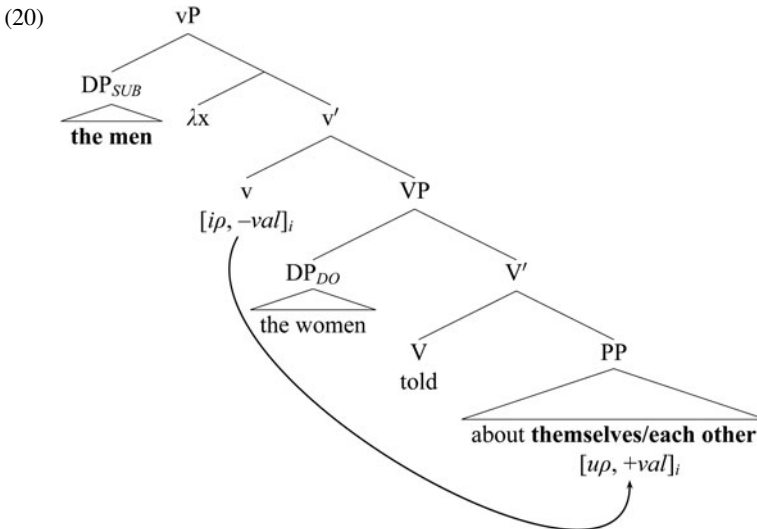 (20)
vP
DP_SUB
the men
λx
v′
v
[iρ, –val]_i
VP
DP_DO
the women
V′
V
told
PP
about themselves/each other
[uρ, +val]_i